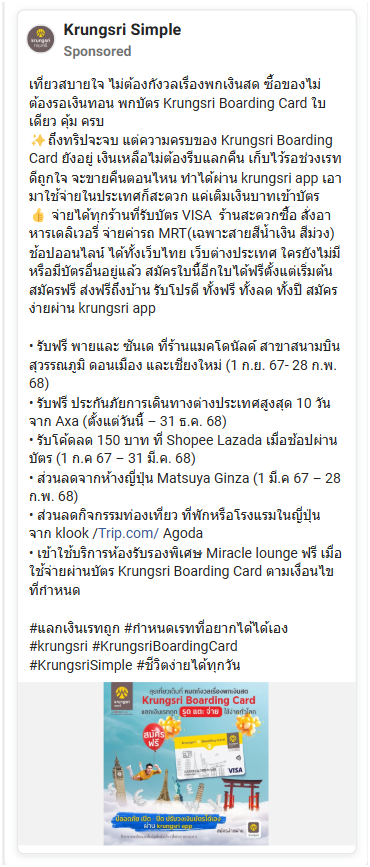 Krungsri Simple
Sponsored
เที่ยวสบายใจ ไม่ต้องกังวลเรื่องพกเงินสด ซื้อของไม่
ต้องรอเงินทอน พกบัตร Krungsri Boarding Card ใบ
เดียว คุ้ม ครบ
✨ถึงทริปจะจบ แต่ความครบของ Krungsri Boarding
Card ยังอยู่ เงินเหลือไม่ต้องรีบแลกคืน เก็บไว้รอช่วงเรท
ดีถูกใจ จะขายคืนตอนไหน ทำได้ผ่าน krungsri app เอา
มาใช้จ่ายในประเทศก็สะดวก แค่เติมเงินบาทเข้าบัตร
👍 จ่ายได้ทุกร้านที่รับบัตร VISA ร้านสะดวกซื้อ สั่งอา
หารเดลิเวอรี่ จ่ายค่ารถ MRT(เฉพาะสายสีน้ำเงิน สีม่วง)
ช้อปออนไลน์ ได้ทั้งเว็บไทย เว็บต่างประเทศ ใครยังไม่มี
หรือมีบัตรอื่นอยู่แล้ว สมัครใบนี้อีกใบได้ฟรีตั้งแต่เริ่มต้น
สมัครฟรี ส่งฟรีถึงบ้าน รับโปรดี ทั้งฟรี ทั้งลด ทั้งปี สมัคร
ง่ายผ่าน krungsri app
• รับฟรี พายและ ซันเด ที่ร้านแมคโดนัลด์ สาขาสนามบิน
สุวรรณภูมิ ดอนเมือง และเชียงใหม่ (1 ก.ย. 67- 28 ก.พ.
68)
• รับฟรี ประกันภัยการเดินทางต่างประเทศสูงสุด 10 วัน
จาก Axa (ตั้งแต่วันนี้ – 31 ธ.ค. 68)
• รับโค้ดลด 150 บาท ที่ Shopee Lazada เมื่อช้อปผ่าน
บัตร (1 ก.ค 67 – 31 มี.ค. 68)
• ส่วนลดจากห้างญี่ปุ่น Matsuya Ginza (1 มี.ค 67 – 28
ก.พ. 68)
• ส่วนลดกิจกรรมท่องเที่ยว ที่พักหรือโรงแรมในญี่ปุ่น
จาก klook /Trip.com/ Agoda
• เข้าใช้บริการห้องรับรองพิเศษ Miracle lounge ฟรี เมื่อ
ใช้จ่ายผ่านบัตร Krungsri Boarding Card ตามเงื่อนไข
ที่กำหนด
#แลกเงินเรทถูก #กำหนดเรทที่อยากได้ได้เอง
#krungsri #KrungsriBoardingCard
#KrungsriSimple #ชีวิตง่ายได้ทุกวัน
krungsri
Krungsri Boarding Card
แลกเงินเรทถูก รูด แตะ จ่าย ใช้ง่ายทั่วโลก
สมัคร
ฟรี
VISA
ผ่าน krungsri app